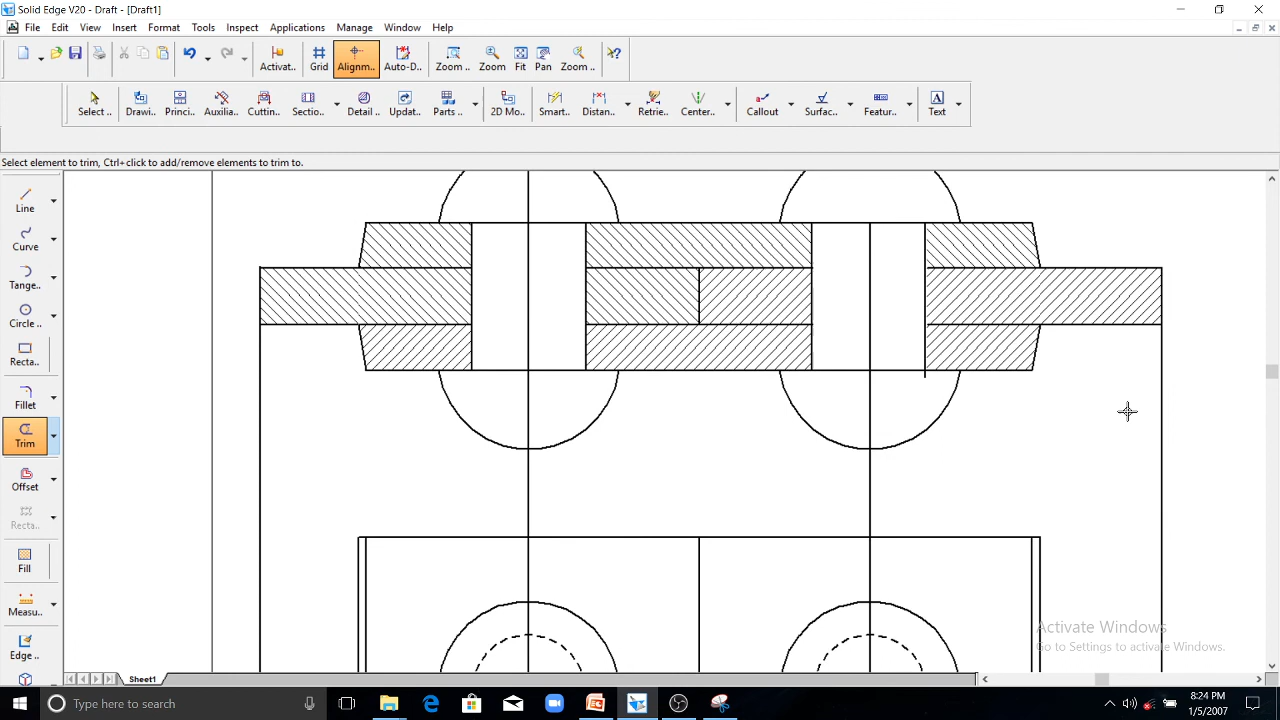 Solid Edge V20 - Draft - [Draft1]
File Edit View Insert Format Tools Inspect Applications Manage Window Help
Activat.. Grid Alignm.. Auto-D.. Zoom .. Zoom Fit Pan Zoom ..
Select .. Drawi.. Princi.. Auxilia.. Cuttin.. Sectio.. Detail .. Updat.. Parts .. 2D Mo.. Smart.. Distan.. Retrie.. Center.. Callout Surfac.. Featur.. Text
Select element to trim, Ctrl+click to add/remove elements to trim to.
Line
Curve
Tange..
Circle ..
Recta..
Fillet
Trim
Offset
Recta..
Fill
Measu..
Edge ..
Activate Windows
Go to Settings to activate Windows.
Sheet1
Type here to search
8:24 PM
1/5/2007